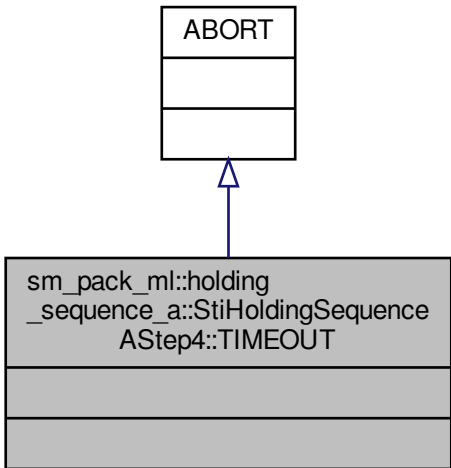 ABORT
sm_pack_ml::holding
_sequence_a::StiHoldingSequence
AStep4::TIMEOUT